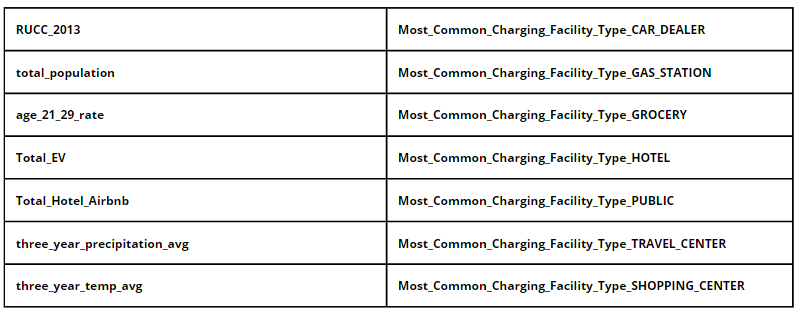 RUCC_2013 Most_Common_Charging_Facility_Type_CAR_DEALER
total_population Most_Common_Charging_Facility_Type_GAS_STATION
age_21_29_rate Most_Common_Charging_Facility_Type_GROCERY
Total_EV Most_Common_Charging_Facility_Type_HOTEL
Total_Hotel_Airbnb Most_Common_Charging_Facility_Type_PUBLIC
three_year_precipitation_avg Most_Common_Charging_Facility_Type_TRAVEL_CENTER
three_year_temp_avg Most_Common_Charging_Facility_Type_SHOPPING_CENTER